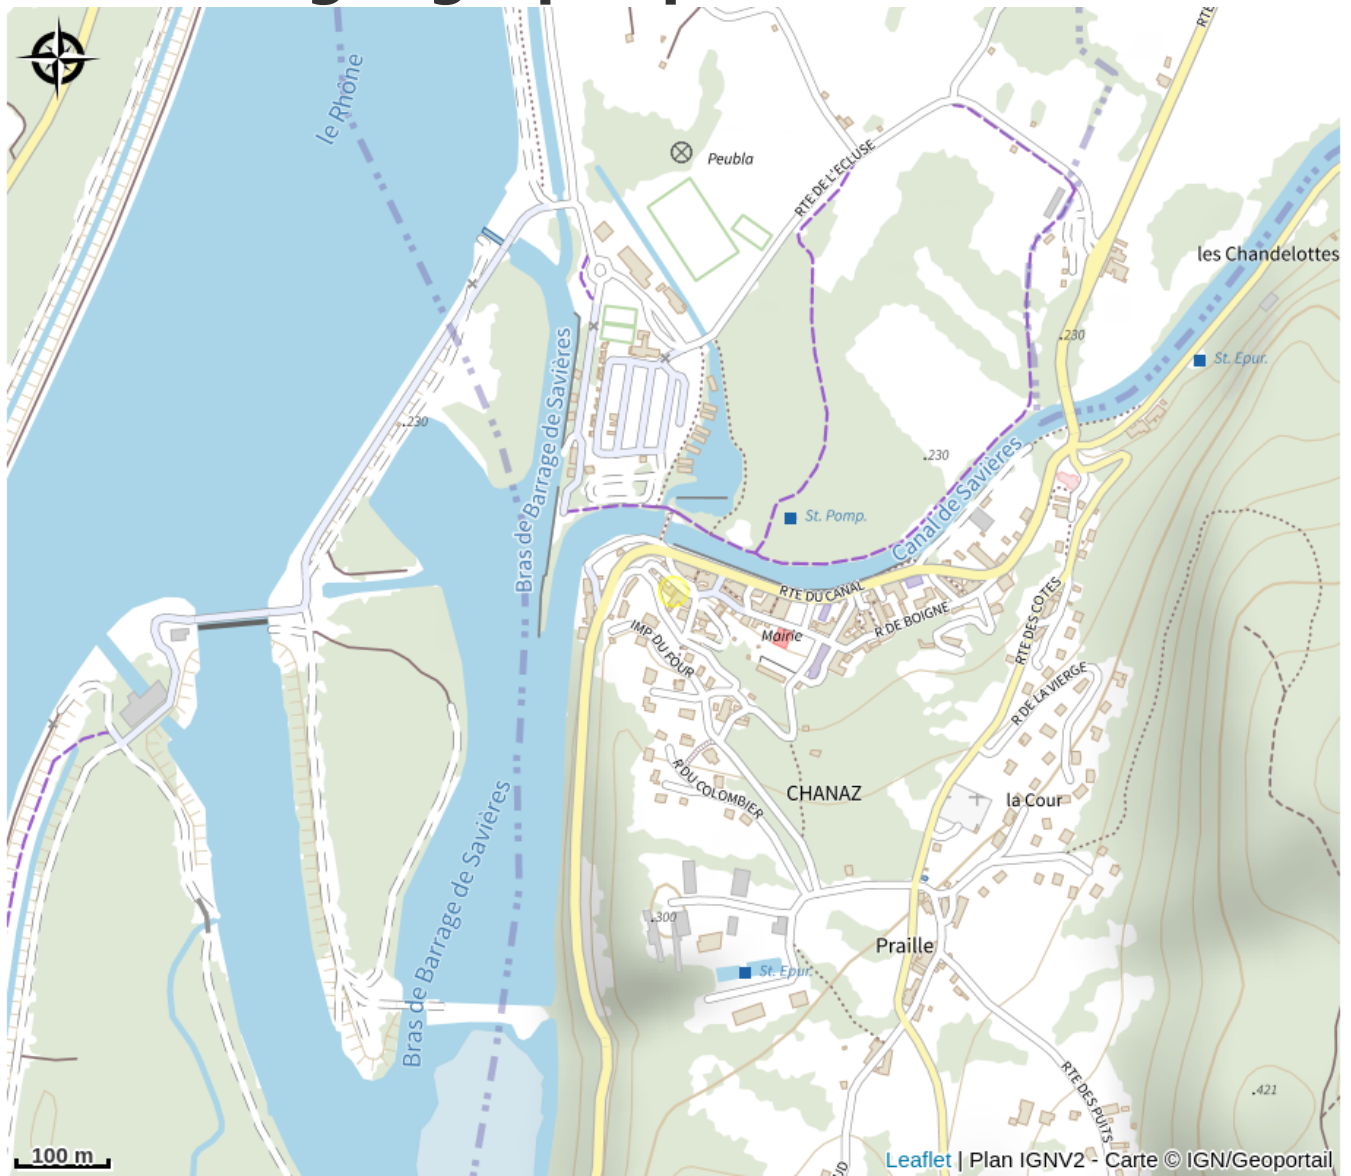 le Rhône
RTE
Peubla
RTE DE L'ECLUSE
les Chandelottes
.230
St. Epur.
Bras de Barrage de Savières
.230
.230
Canal de Savières
St. Pomp.
RTE DU CANAL
Mairie
R DE BOIGNE
RTE DES COTES
IMP DU FOUR
R DE LA VIERGE
R DU COLOMBIER
CHANAZ
la Cour
Bras de Barrage de Savières
.300
Praille
St. Epur.
RTE DES PUITS
.421
100 m
Leaflet | Plan IGNV2 - Carte © IGN/Geoportail